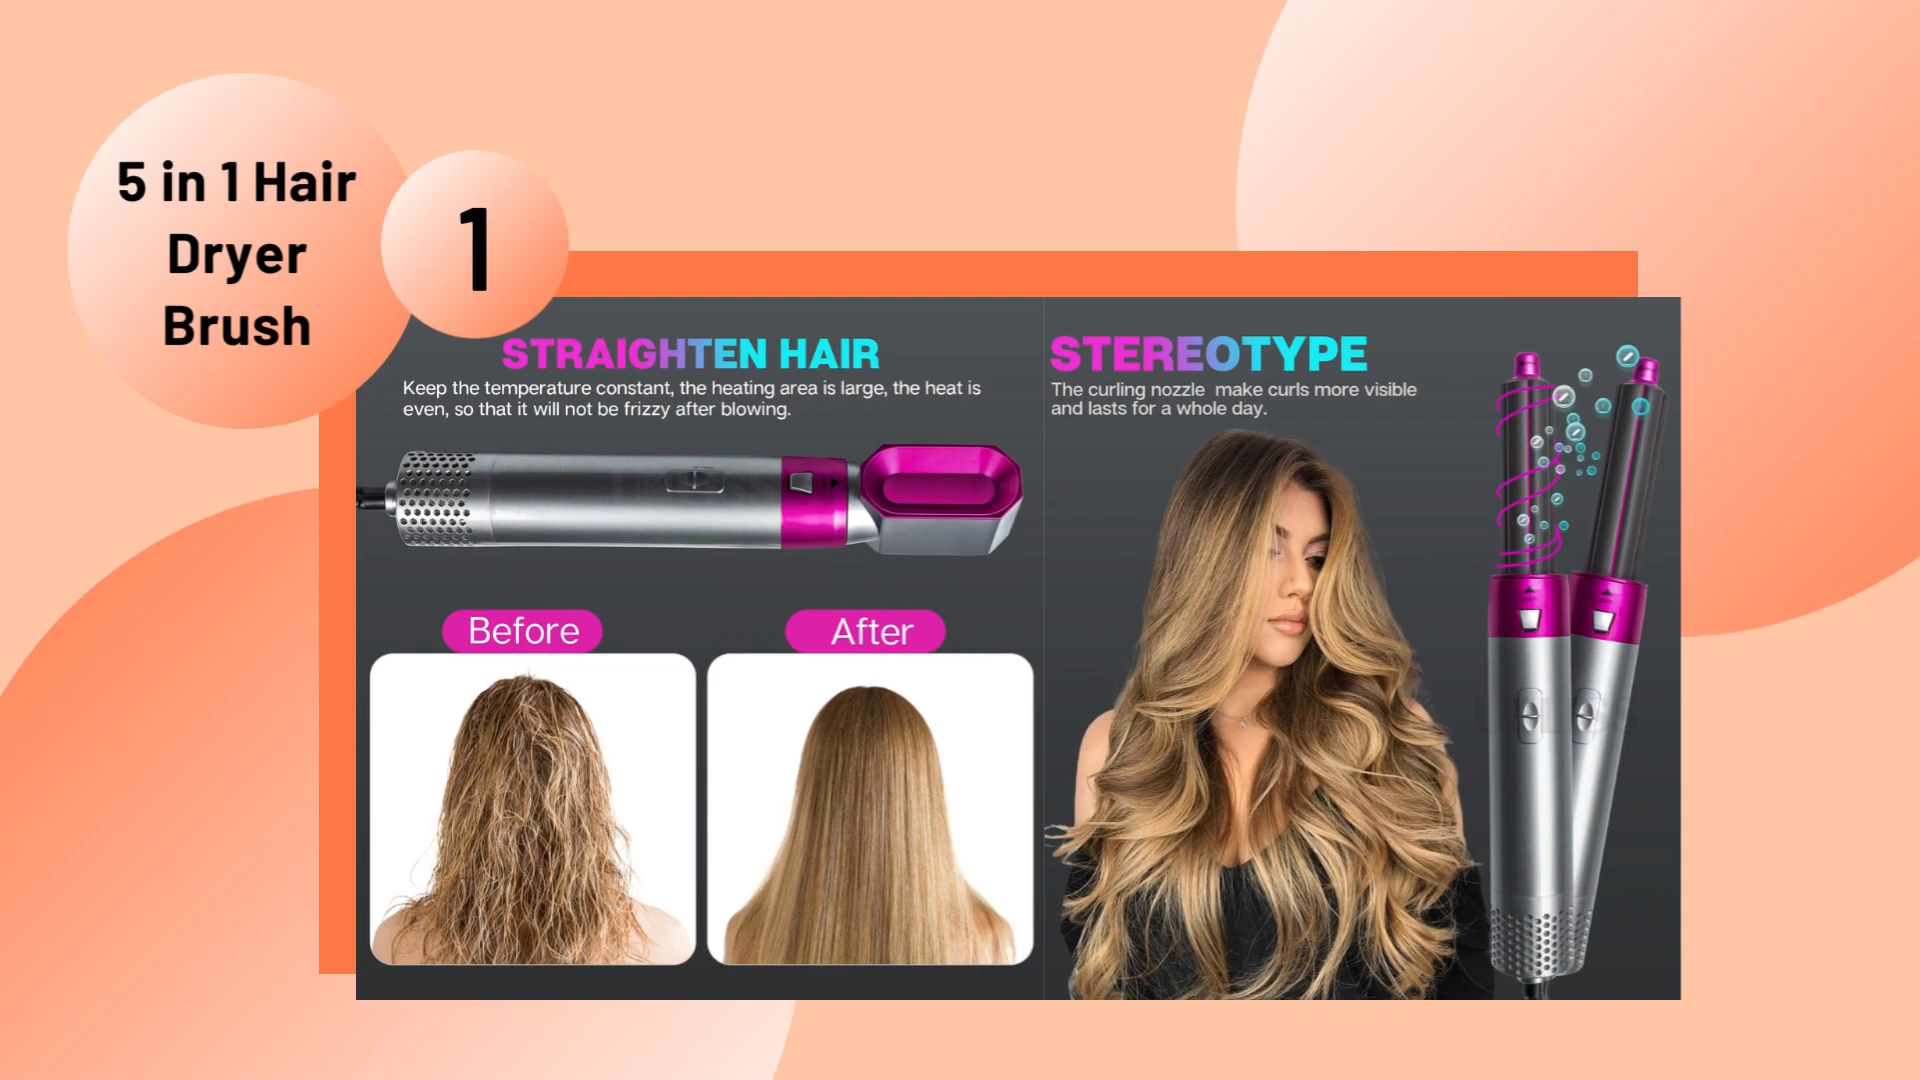 5 in 1 Hair
Dryer
Brush
1
STRAIGHTEN HAIR
Keep the temperature constant, the heating area is large, the heat is
even, so that it will not be frizzy after blowing.
Before
After
STEREOTYPE
The curling nozzle make curls more visible
and lasts for a whole day.